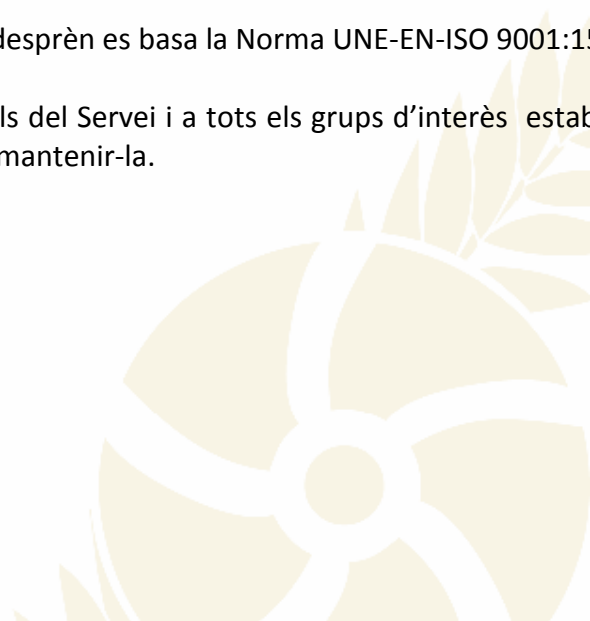 desprèn es basa la Norma UNE-EN-ISO 9001:15
ls del Servei i a tots els grups d’interès estab
mantenir-la.